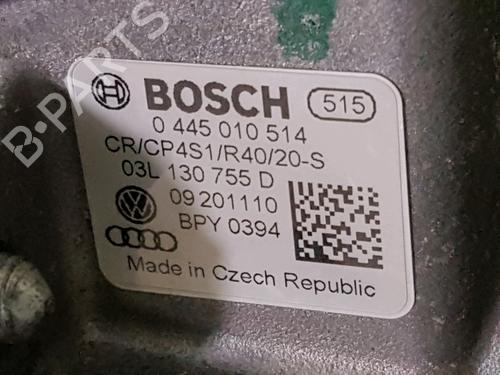 B-PARTS
BOSCH 515
0 445 010 514
CR/CP4S1/R40/20-S
03L 130 755 D
09 201110
BPY 0394
Made in Czech Republic